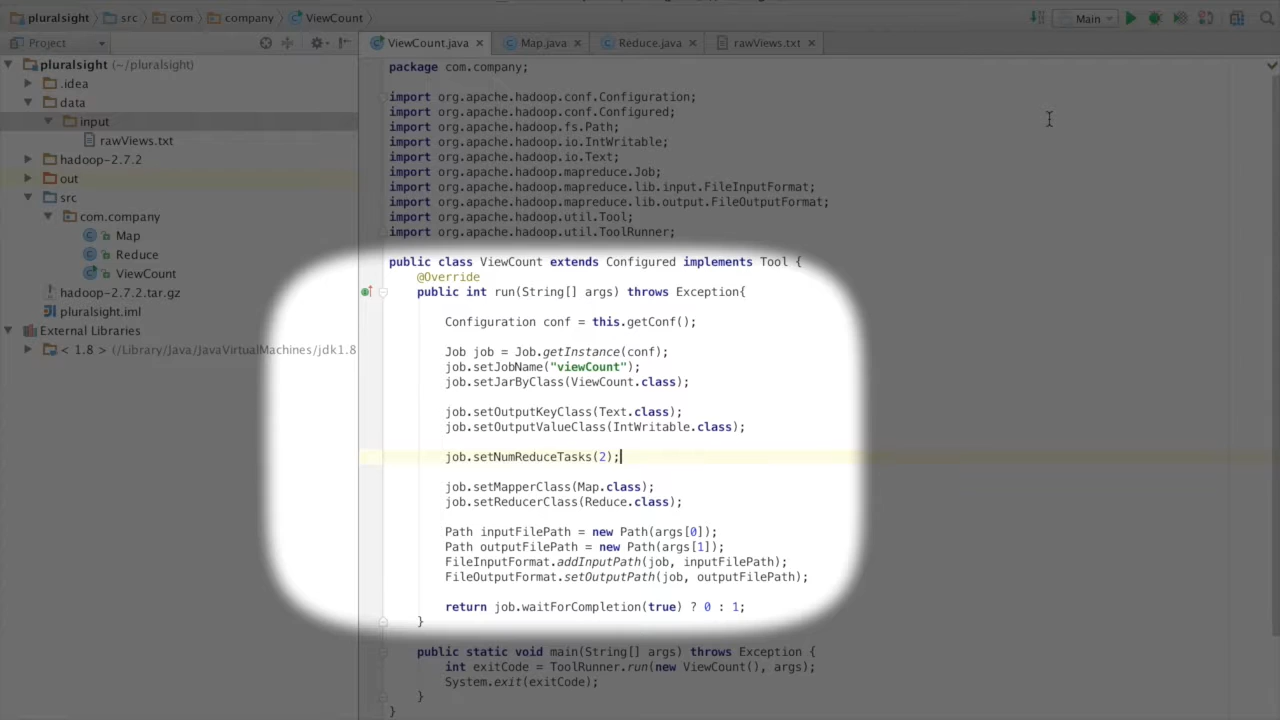 pluralsight src com company ViewCount Main
Project
ViewCount.java Map.java Reduce.java rawViews.txt
pluralsight (~/pluralsight)
.idea
data
input
rawViews.txt
hadoop-2.7.2
out
src
com.company
Map
Reduce
ViewCount
hadoop-2.7.2.tar.gz
pluralsight.iml
External Libraries
< 1.8 > (/Library/Java/JavaVirtualMachines/jdk1.8
package com.company;
import org.apache.hadoop.conf.Configuration;
import org.apache.hadoop.conf.Configured;
import org.apache.hadoop.fs.Path;
import org.apache.hadoop.io.IntWritable;
import org.apache.hadoop.io.Text;
import org.apache.hadoop.mapreduce.Job;
import org.apache.hadoop.mapreduce.lib.input.FileInputFormat;
import org.apache.hadoop.mapreduce.lib.output.FileOutputFormat;
import org.apache.hadoop.util.Tool;
import org.apache.hadoop.util.ToolRunner;
public class ViewCount extends Configured implements Tool {
@Override
public int run(String[] args) throws Exception{
Configuration conf = this.getConf();
Job job = Job.getInstance(conf);
job.setJobName("viewCount");
job.setJarByClass(ViewCount.class);
job.setOutputKeyClass(Text.class);
job.setOutputValueClass(IntWritable.class);
job.setNumReduceTasks(2);
job.setMapperClass(Map.class);
job.setReducerClass(Reduce.class);
Path inputFilePath = new Path(args[0]);
Path outputFilePath = new Path(args[1]);
FileInputFormat.addInputPath(job, inputFilePath);
FileOutputFormat.setOutputPath(job, outputFilePath);
return job.waitForCompletion(true) ? 0 : 1;
}
public static void main(String[] args) throws Exception {
int exitCode = ToolRunner.run(new ViewCount(), args);
System.exit(exitCode);
}
}